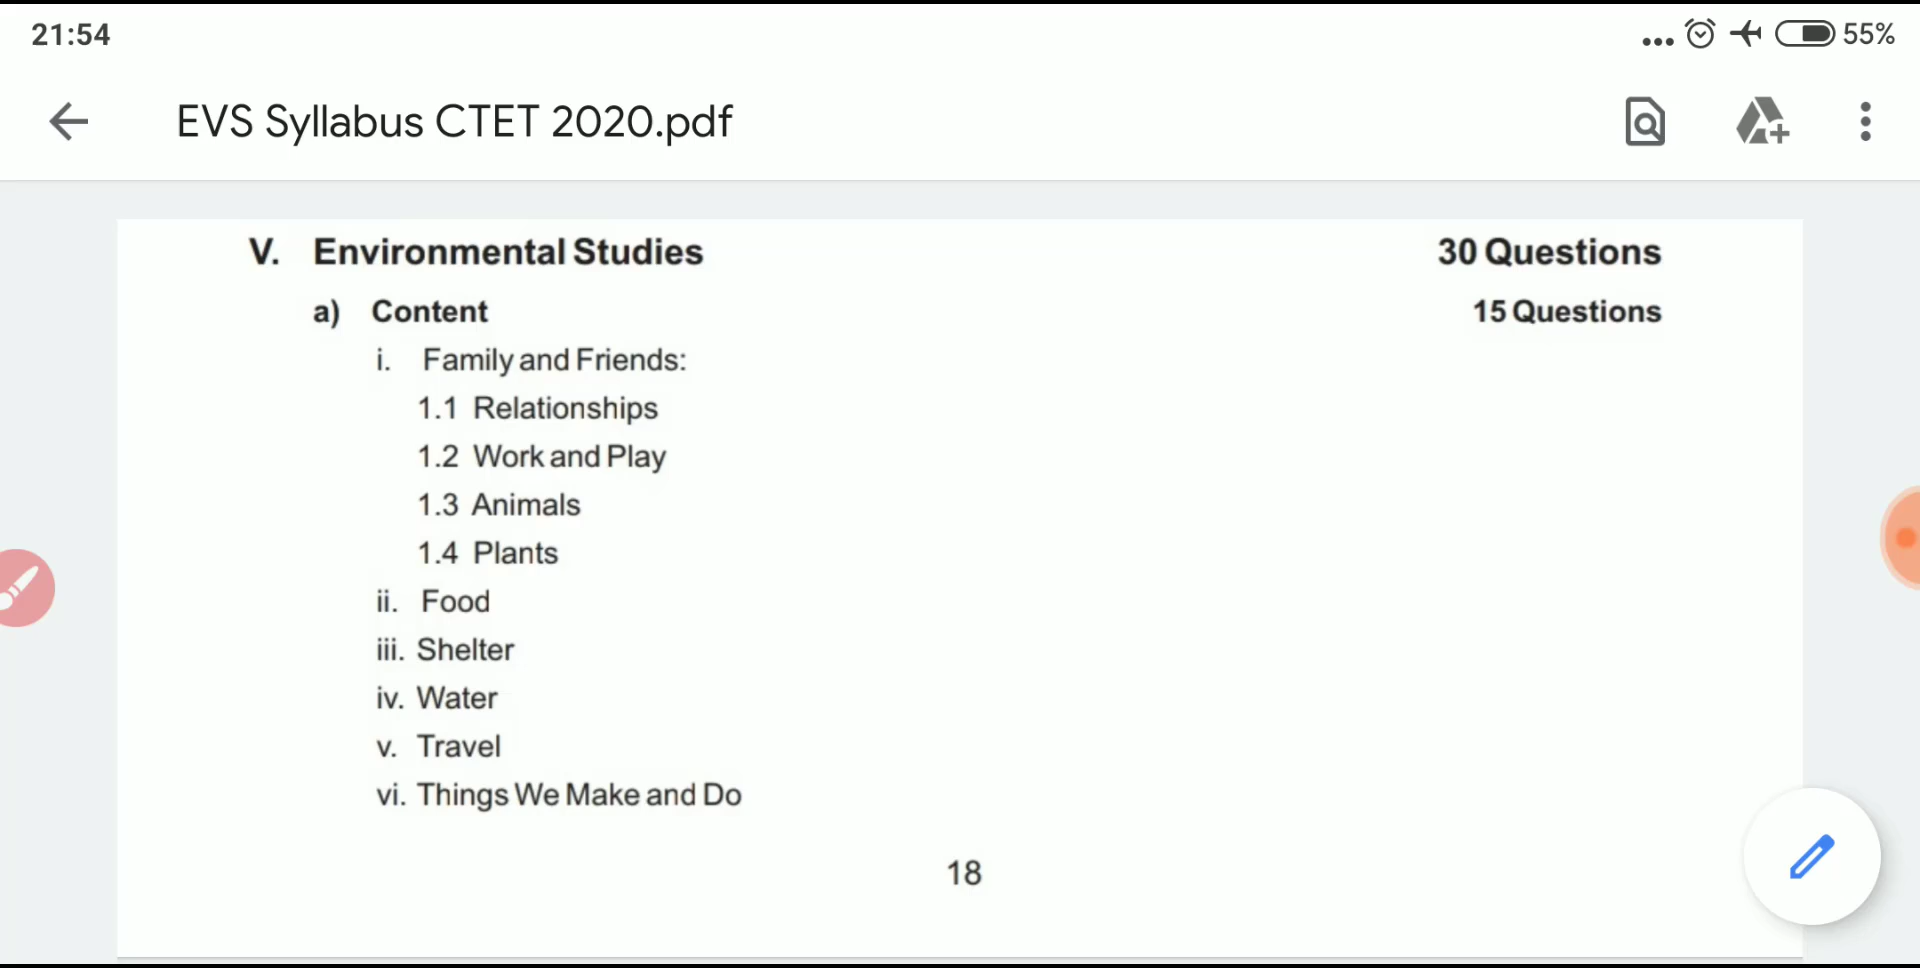 21:54
55%
EVS Syllabus CTET 2020.pdf
V. Environmental Studies 30 Questions
a) Content 15 Questions
i. Family and Friends:
1.1 Relationships
1.2 Work and Play
1.3 Animals
1.4 Plants
ii. Food
iii. Shelter
iv. Water
v. Travel
vi. Things We Make and Do
18